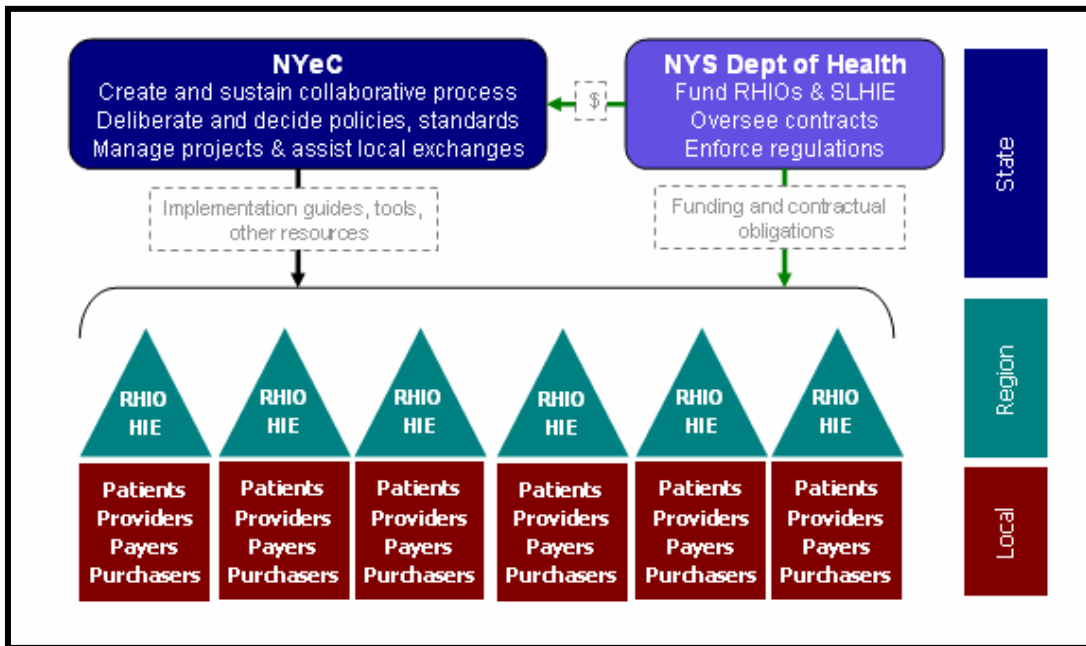 NYeC
Create and sustain collaborative process
Deliberate and decide policies, standards
Manage projects & assist local exchanges
$
NYS Dept of Health
Fund RHIOs & SLHIE
Oversee contracts
Enforce regulations
State
Implementation guides, tools,
other resources
Funding and contractual
obligations
RHIO
HIE
RHIO
HIE
RHIO
HIE
RHIO
HIE
RHIO
HIE
RHIO
HIE
Region
Patients
Providers
Payers
Purchasers
Patients
Providers
Payers
Purchasers
Patients
Providers
Payers
Purchasers
Patients
Providers
Payers
Purchasers
Patients
Providers
Payers
Purchasers
Patients
Providers
Payers
Purchasers
Local